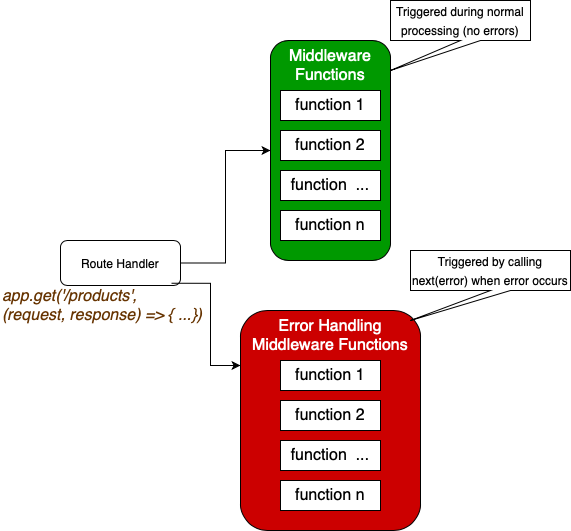 Triggered during normal
processing (no errors)
Middleware
Functions
function 1
function 2
function  ...
function n
Route Handler
app.get('/products',
(request, response) => { ...})
Triggered by calling
next(error) when error occurs
Error Handling
Middleware Functions
function 1
function 2
function  ...
function n